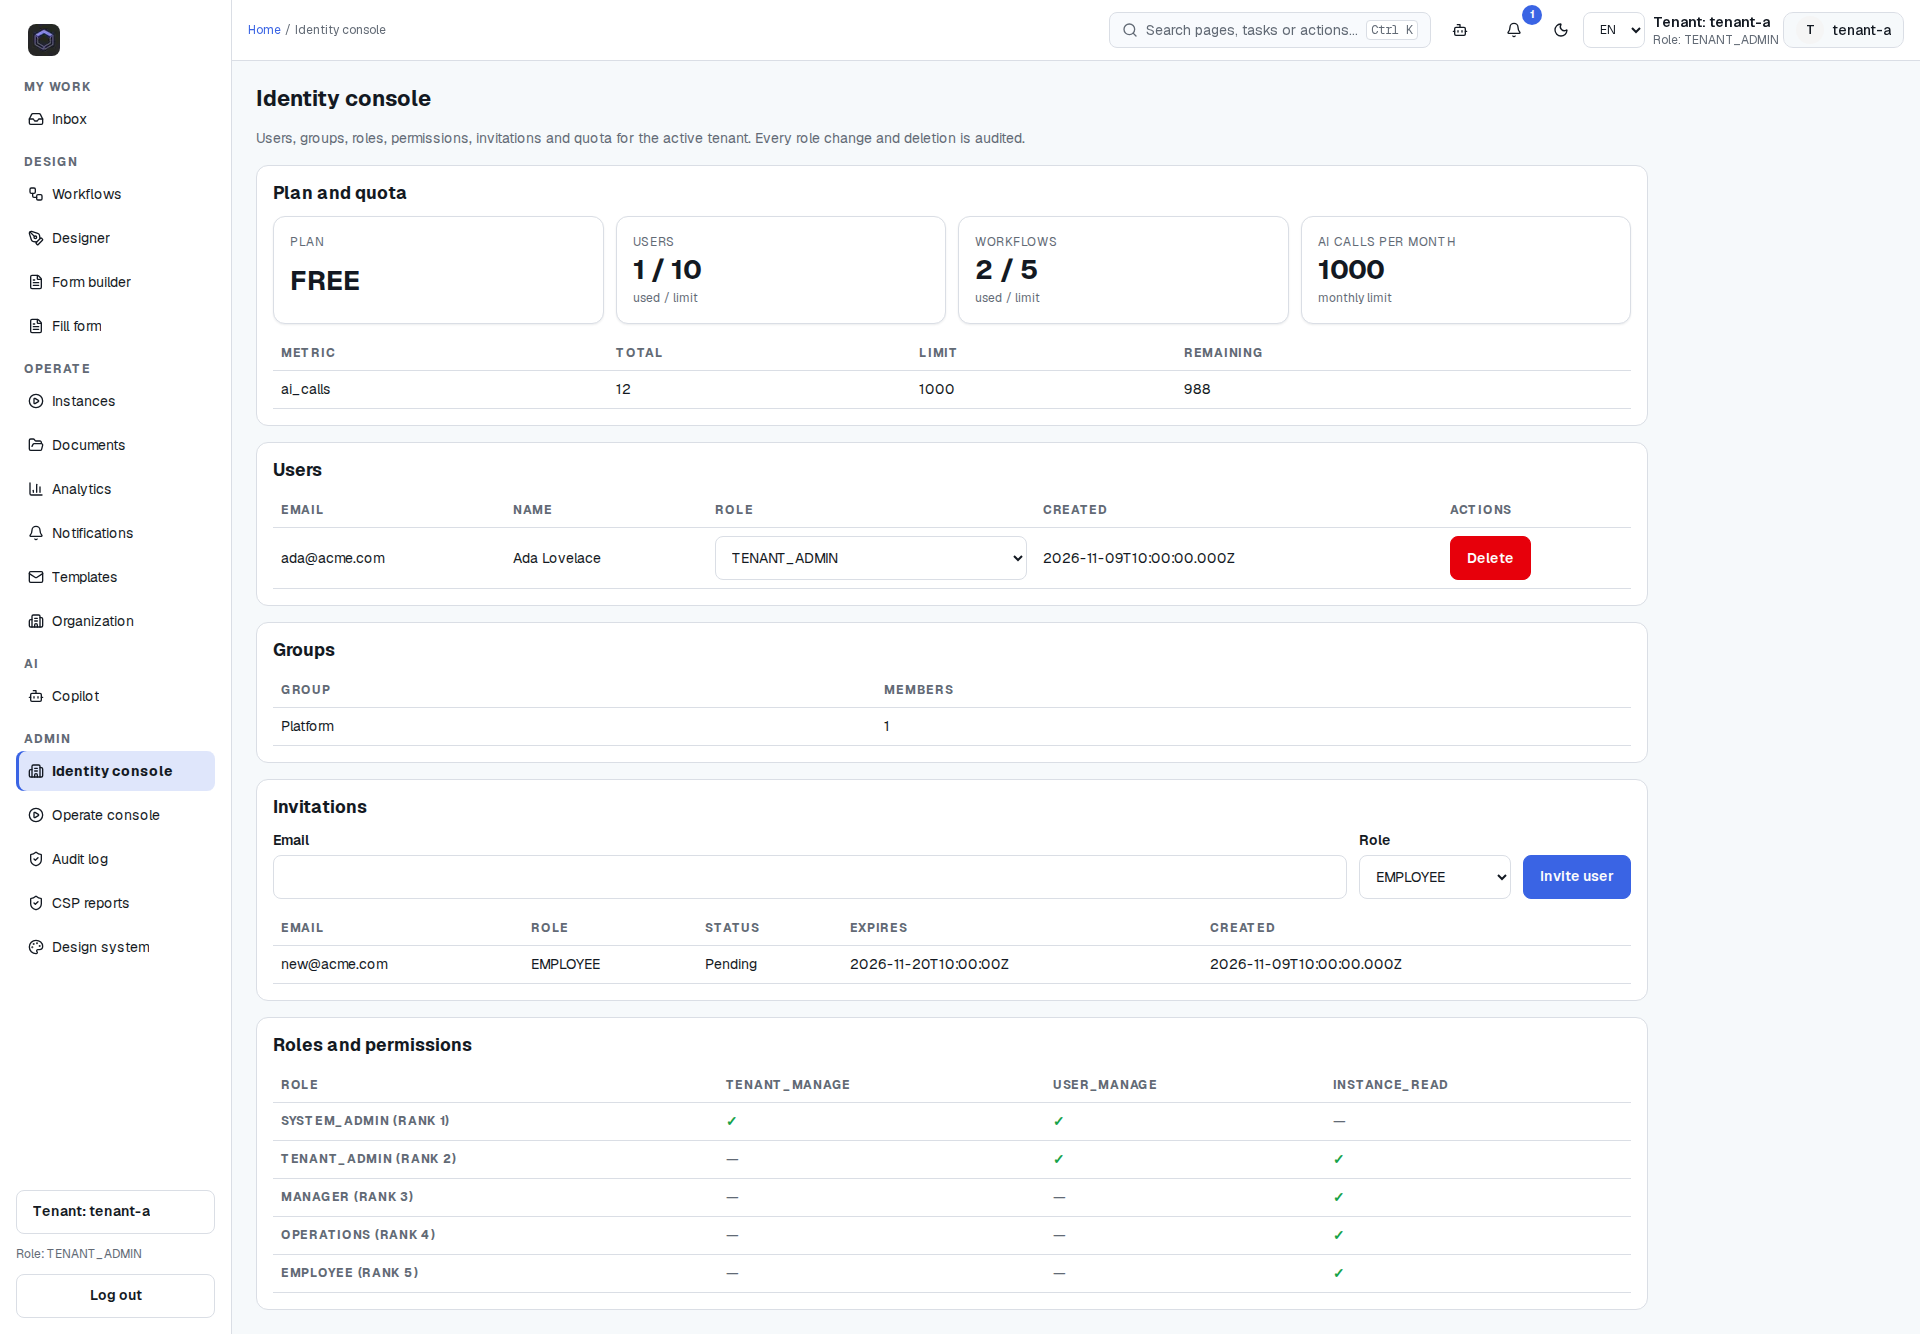 MY WORK
Inbox
DESIGN
Workflows
Designer
Form builder
Fill form
OPERATE
Instances
Documents
Analytics
Notifications
Templates
Organization
AI
Copilot
ADMIN
Identity console
Operate console
Audit log
CSP reports
Design system
Tenant: tenant-a
Role: TENANT_ADMIN
Log out
Home / Identity console
Search pages, tasks or actions... Ctrl K
1
EN
Tenant: tenant-a
Role: TENANT_ADMIN
T tenant-a
Identity console
Users, groups, roles, permissions, invitations and quota for the active tenant. Every role change and deletion is audited.
Plan and quota
PLAN
FREE
USERS
1 / 10
used / limit
WORKFLOWS
2 / 5
used / limit
AI CALLS PER MONTH
1000
monthly limit
METRIC TOTAL LIMIT REMAINING
ai_calls 12 1000 988
Users
EMAIL NAME ROLE CREATED ACTIONS
ada@acme.com Ada Lovelace TENANT_ADMIN 2026-11-09T10:00:00.000Z Delete
Groups
GROUP MEMBERS
Platform 1
Invitations
Email Role
EMPLOYEE Invite user
EMAIL ROLE STATUS EXPIRES CREATED
new@acme.com EMPLOYEE Pending 2026-11-20T10:00:00Z 2026-11-09T10:00:00.000Z
Roles and permissions
ROLE TENANT_MANAGE USER_MANAGE INSTANCE_READ
SYSTEM_ADMIN (RANK 1) ✓ ✓ —
TENANT_ADMIN (RANK 2) — ✓ ✓
MANAGER (RANK 3) — — ✓
OPERATIONS (RANK 4) — — ✓
EMPLOYEE (RANK 5) — — ✓